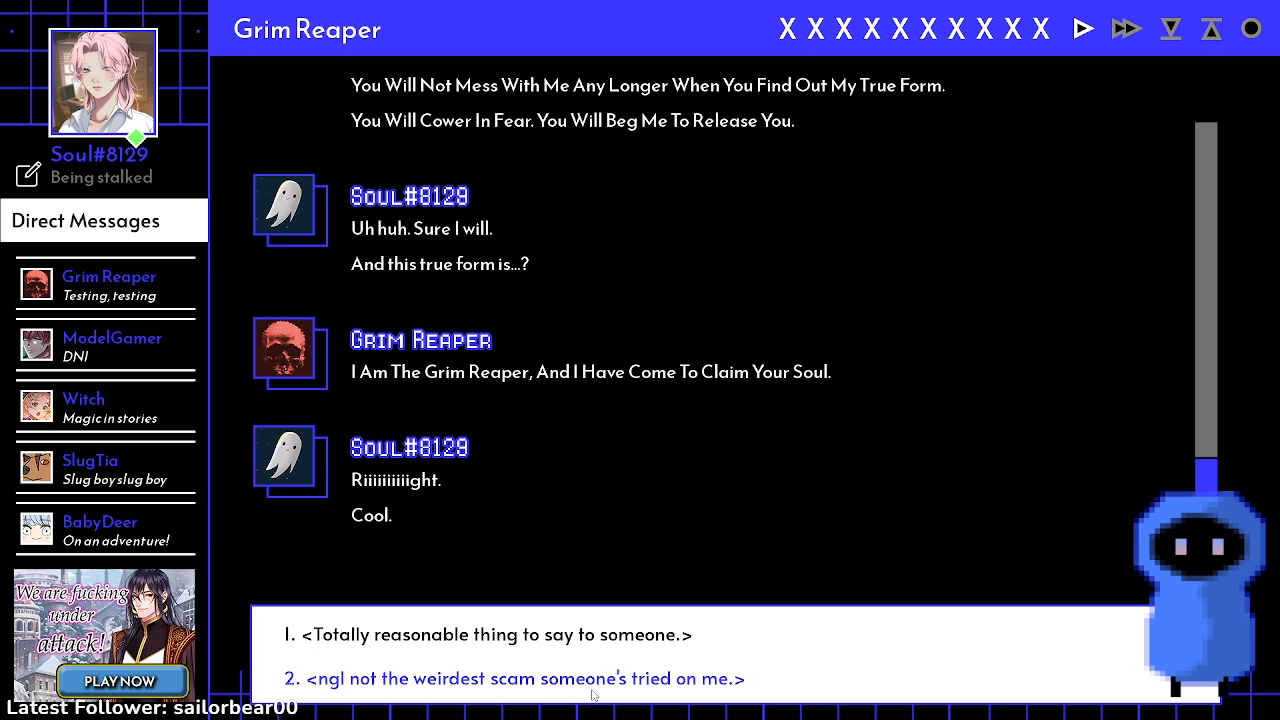 Grim Reaper
X X X X X X X X X X
Soul#8129
Being stalked
Direct Messages
Grim Reaper
Testing, testing
ModelGamer
DNI
Witch
Magic in stories
SlugTia
Slug boy slug boy
BabyDeer
On an adventure!
We are fucking
under
attack!
PLAY NOW
Latest Follower: sailorbear00
You Will Not Mess With Me Any Longer When You Find Out My True Form.
You Will Cower In Fear. You Will Beg Me To Release You.
Soul#8129
Uh huh. Sure I will.
And this true form is...?
Grim Reaper
I Am The Grim Reaper, And I Have Come To Claim Your Soul.
Soul#8129
Riiiiiiiiiight.
Cool.
1. <Totally reasonable thing to say to someone.>
2. <ngl not the weirdest scam someone's tried on me.>